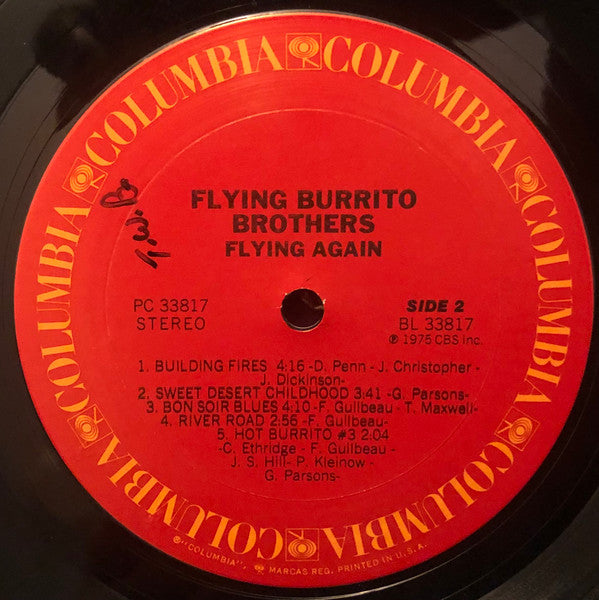 COLUMBIA COLUMBIA COLUMBIA COLUMBIA COLUMBIA COLUMBIA
FLYING BURRITO
BROTHERS
FLYING AGAIN
PC 33817
STEREO
SIDE 2
BL 33817
℗ 1975 CBS Inc.
1. BUILDING FIRES 4:16 -D. Penn - J. Christopher -
J. Dickinson-
2. SWEET DESERT CHILDHOOD 3:41 -G. Parsons-
3. BON SOIR BLUES 4:10 -F. Guilbeau - T. Maxwell-
4. RIVER ROAD 2:56 -F. Guilbeau-
5. HOT BURRITO #3 2:04
-C. Ethridge - F. Guilbeau -
J. S. Hill- P. Kleinow -
G. Parsons-
®"COLUMBIA", MARCAS REG. PRINTED IN U.S.A.